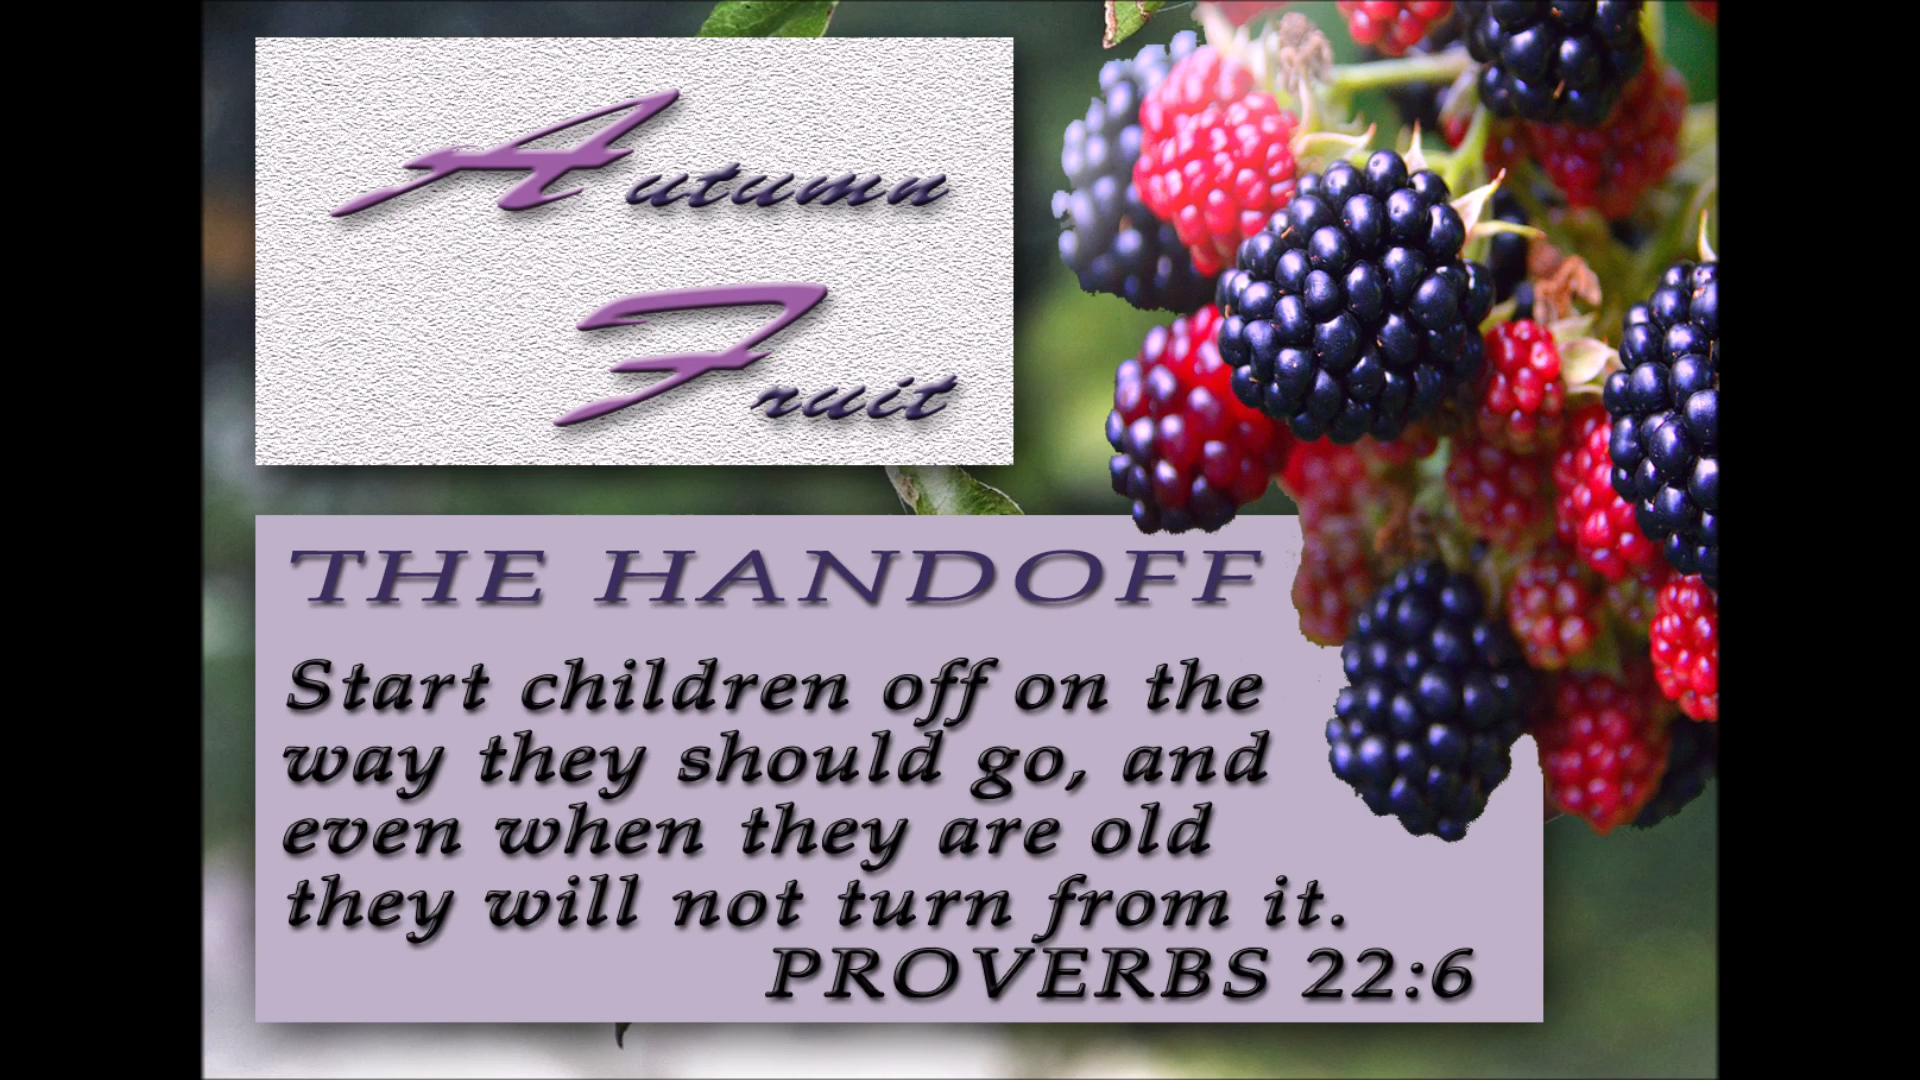 Autumn
Fruit
THE HANDOFF
Start children off on the
way they should go, and
even when they are old
they will not turn from it.
PROVERBS 22:6